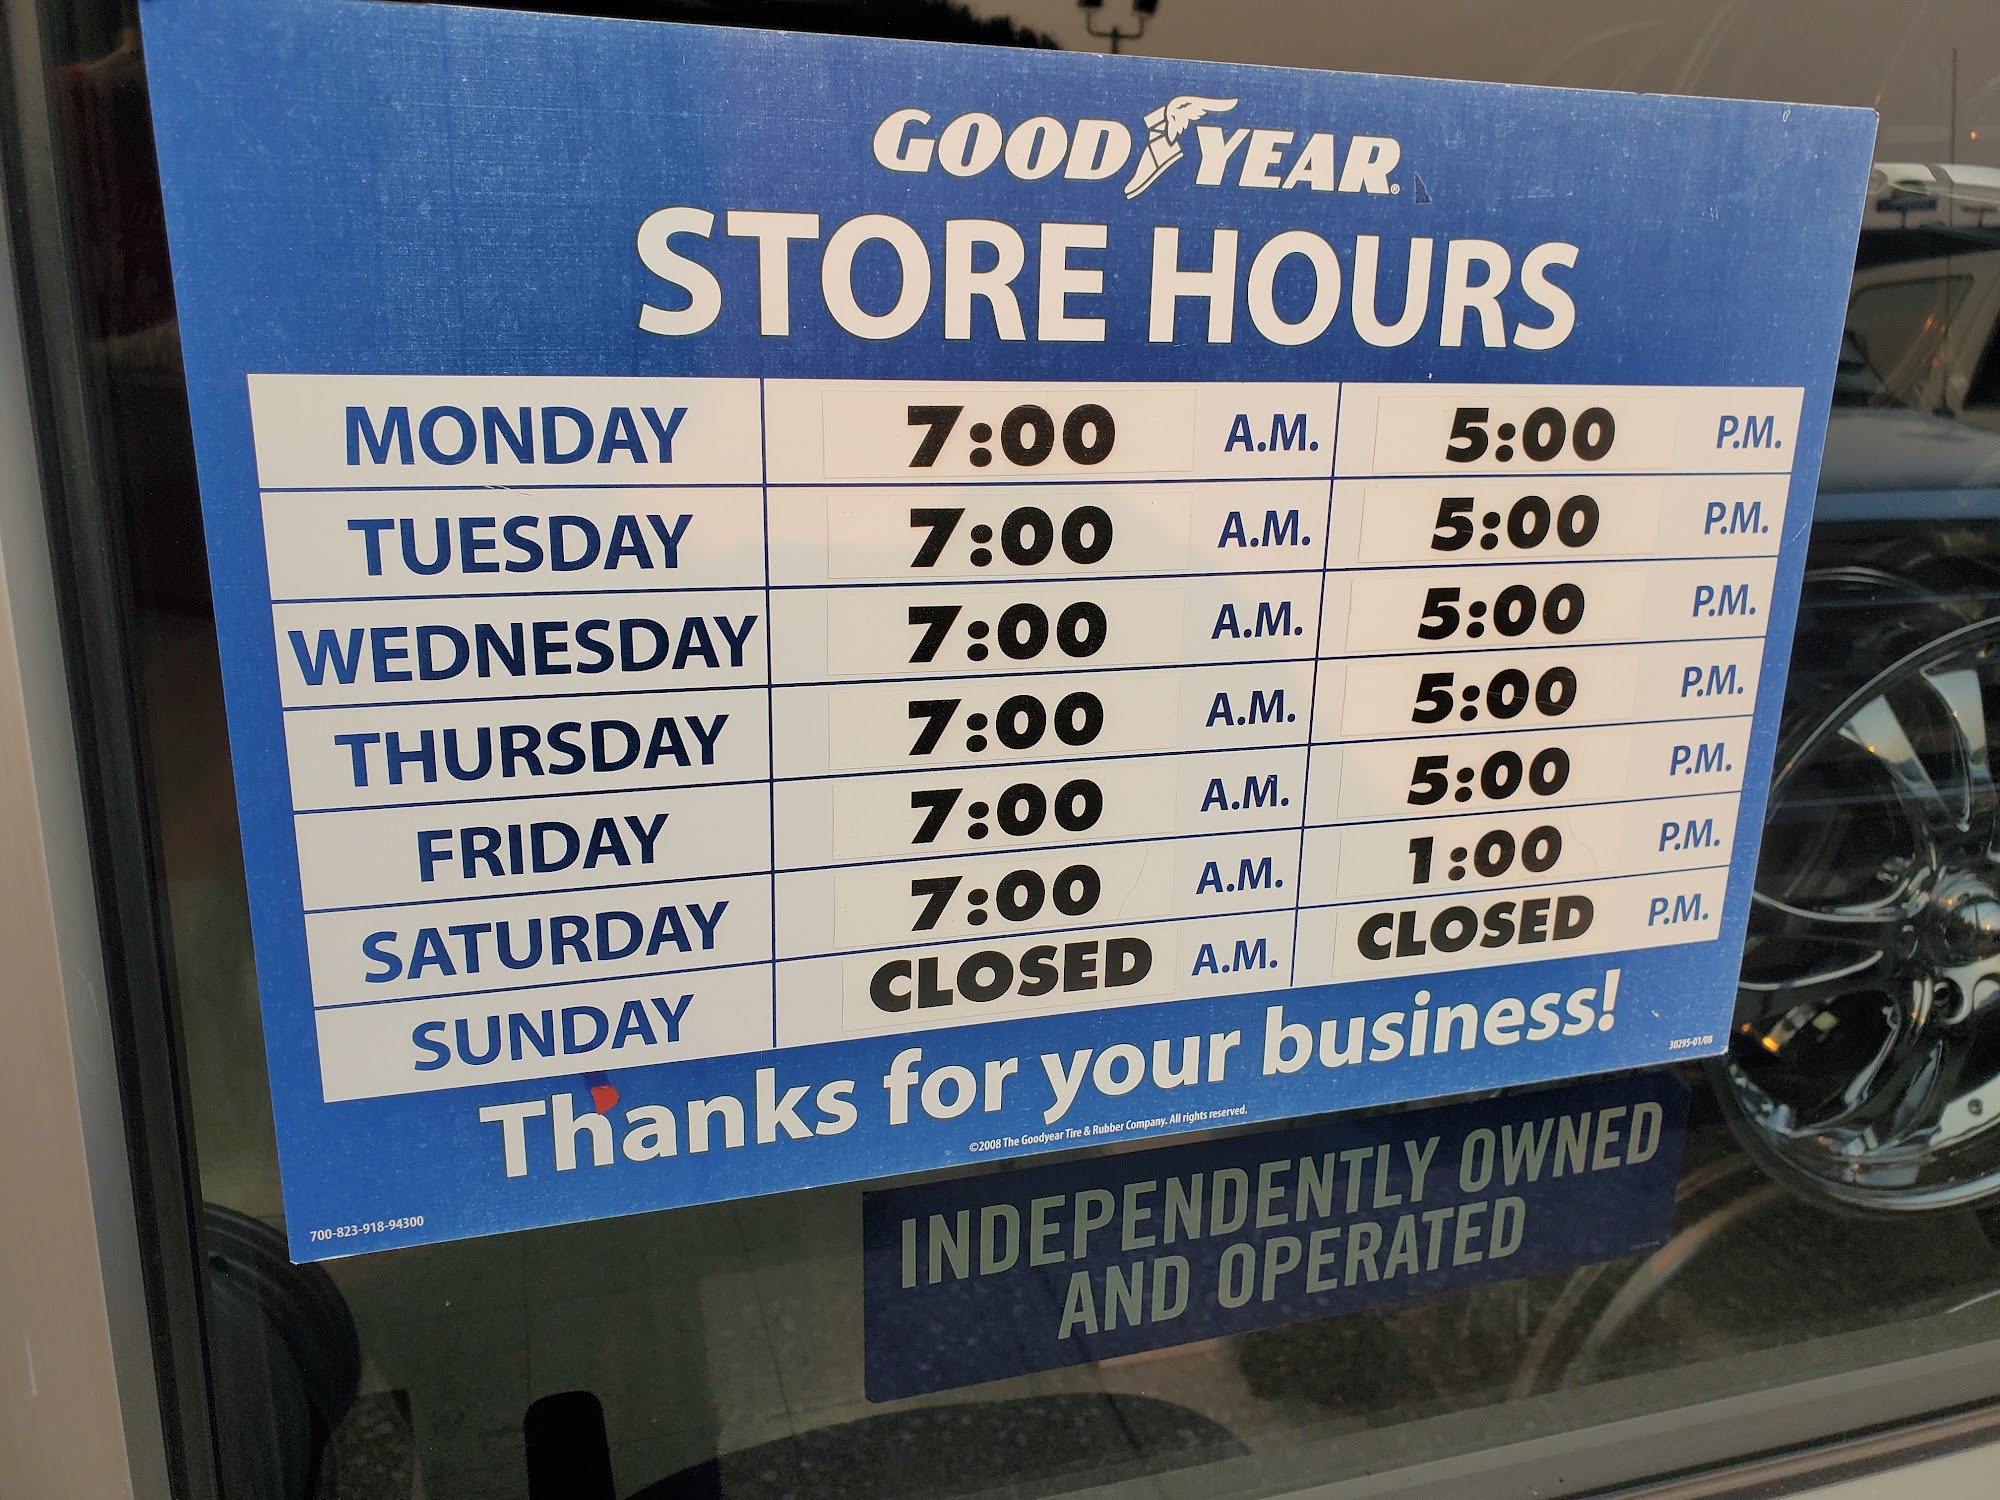 GOOD YEAR
STORE HOURS
MONDAY 7:00 A.M. 5:00 P.M.
TUESDAY 7:00 A.M. 5:00 P.M.
WEDNESDAY 7:00 A.M. 5:00 P.M.
THURSDAY 7:00 A.M. 5:00 P.M.
FRIDAY 7:00 A.M. 5:00 P.M.
SATURDAY 7:00 A.M. 1:00 P.M.
SUNDAY CLOSED A.M. CLOSED P.M.
Thanks for your business!
30295-01/08
©2008 The Goodyear Tire & Rubber Company. All rights reserved.
700-823-918-94300
INDEPENDENTLY OWNED
AND OPERATED